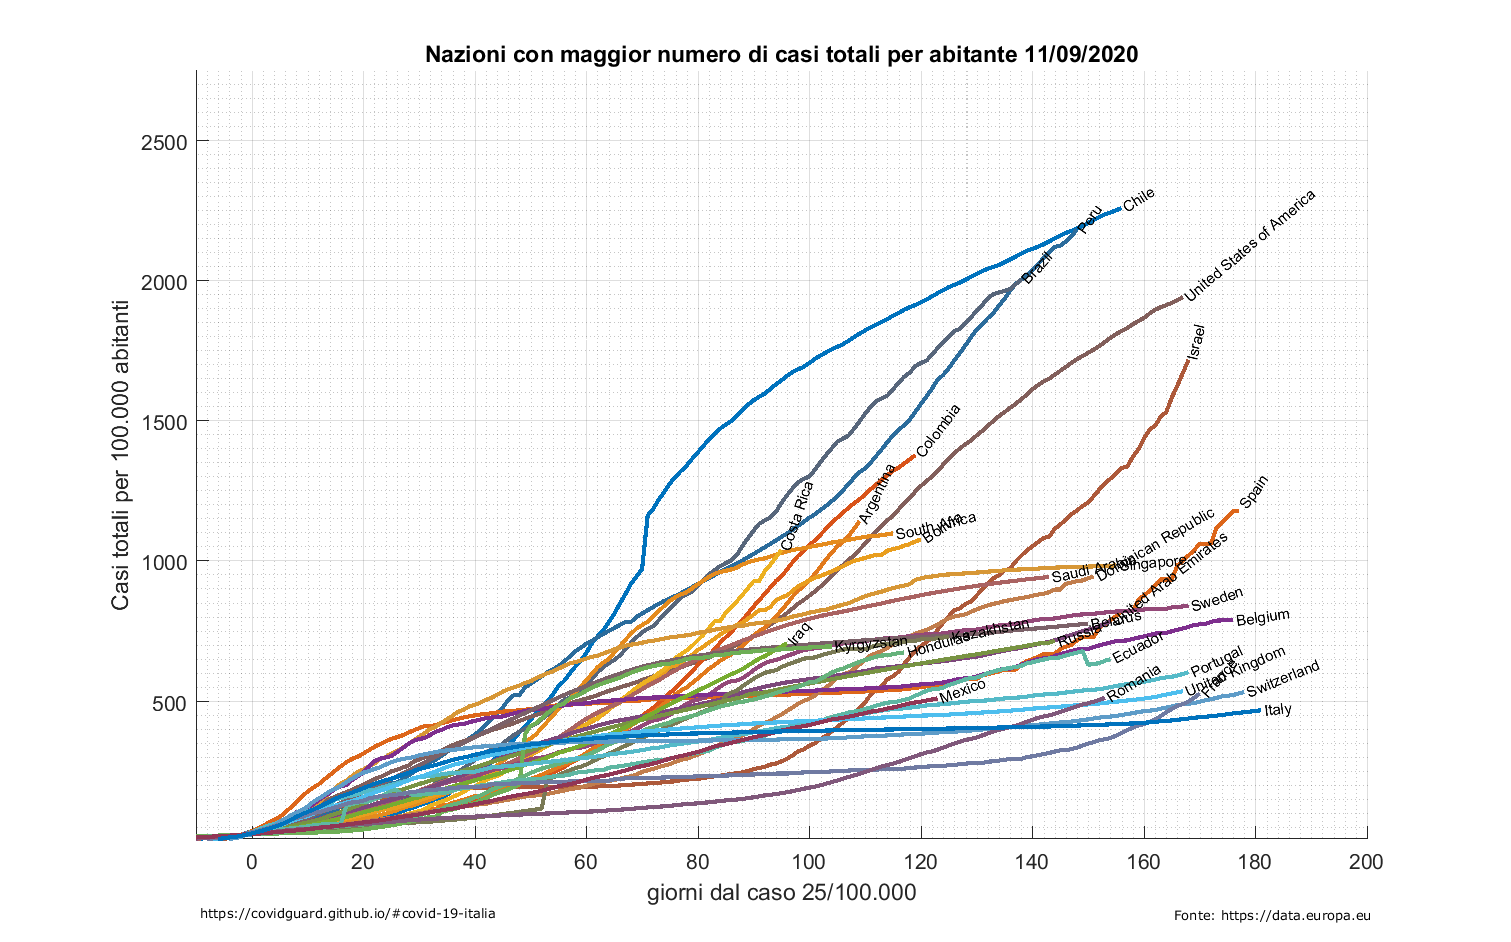 Nazioni con maggior numero di casi totali per abitante 11/09/2020
Casi totali per 100.000 abitanti
2500
2000
1500
1000
500
Chile
Peru
Brazil
United States of America
Israel
Colombia
Argentina
Costa Rica
South Africa
Bolivia
Spain
Dominican Republic
Saudi Arabia
Singapore
United Arab Emirates
Sweden
Belgium
Belarus
Russia
Kazakhstan
Kyrgyzstan
Iraq
Honduras
Ecuador
Portugal
United Kingdom
France
Switzerland
Romania
Mexico
Italy
0 20 40 60 80 100 120 140 160 180 200
giorni dal caso 25/100.000
https://covidguard.github.io/#covid-19-italia
Fonte: https://data.europa.eu